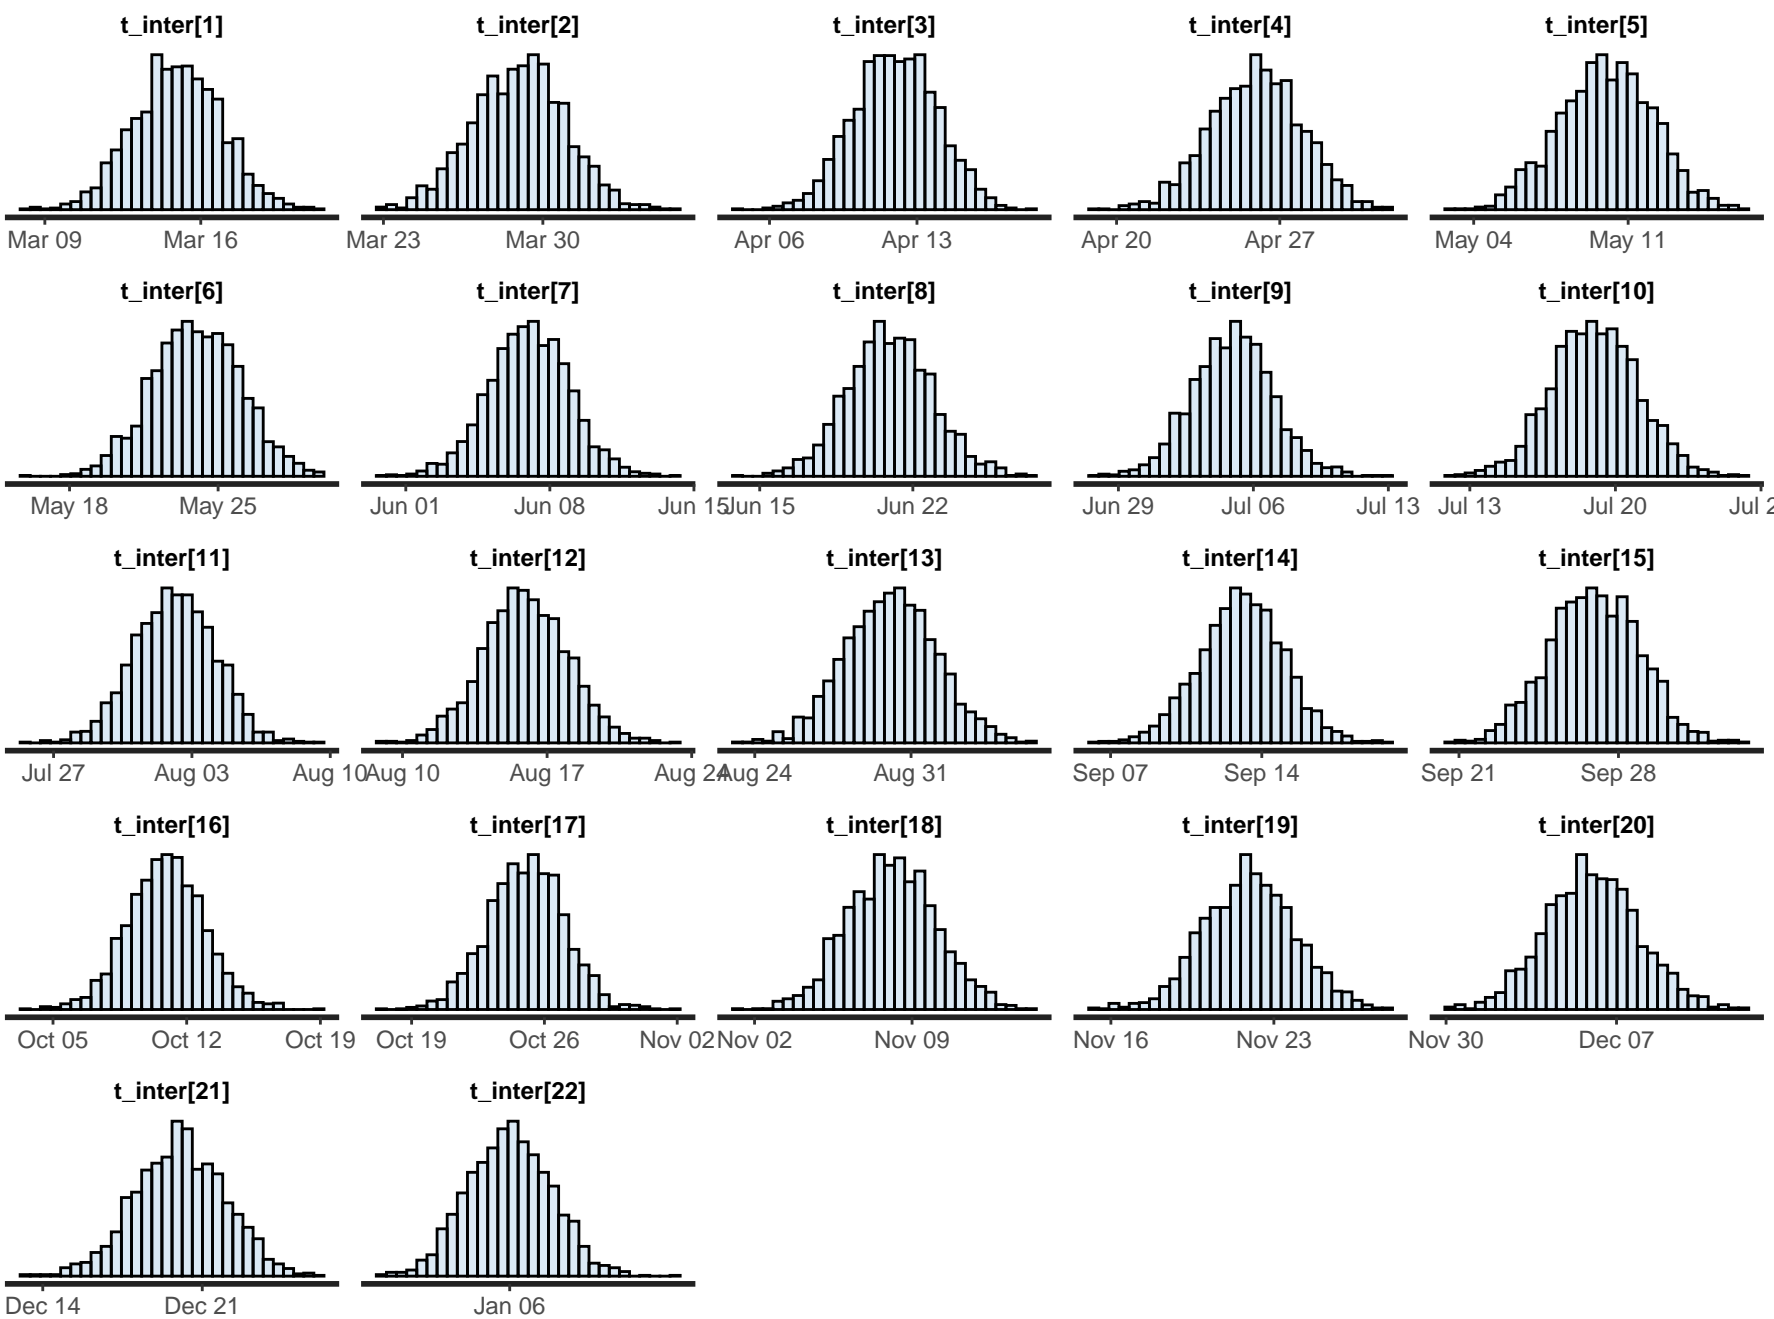 t_inter[1] t_inter[2] t_inter[3] t_inter[4] t_inter[5]
Mar 09 Mar 16 Mar 23 Mar 30 Apr 06 Apr 13 Apr 20 Apr 27 May 04 May 11
t_inter[6] t_inter[7] t_inter[8] t_inter[9] t_inter[10]
May 18 May 25 Jun 01 Jun 08 Jun 15 Jun 15 Jun 22 Jun 29 Jul 06 Jul 13 Jul 13 Jul 20 Jul
t_inter[11] t_inter[12] t_inter[13] t_inter[14] t_inter[15]
Jul 27 Aug 03 Aug 10 Aug 10 Aug 17 Aug 24 Aug 24 Aug 31 Sep 07 Sep 14 Sep 21 Sep 28
t_inter[16] t_inter[17] t_inter[18] t_inter[19] t_inter[20]
Oct 05 Oct 12 Oct 19 Oct 19 Oct 26 Nov 02 Nov 02 Nov 09 Nov 16 Nov 23 Nov 30 Dec 07
t_inter[21] t_inter[22]
Dec 14 Dec 21 Jan 06